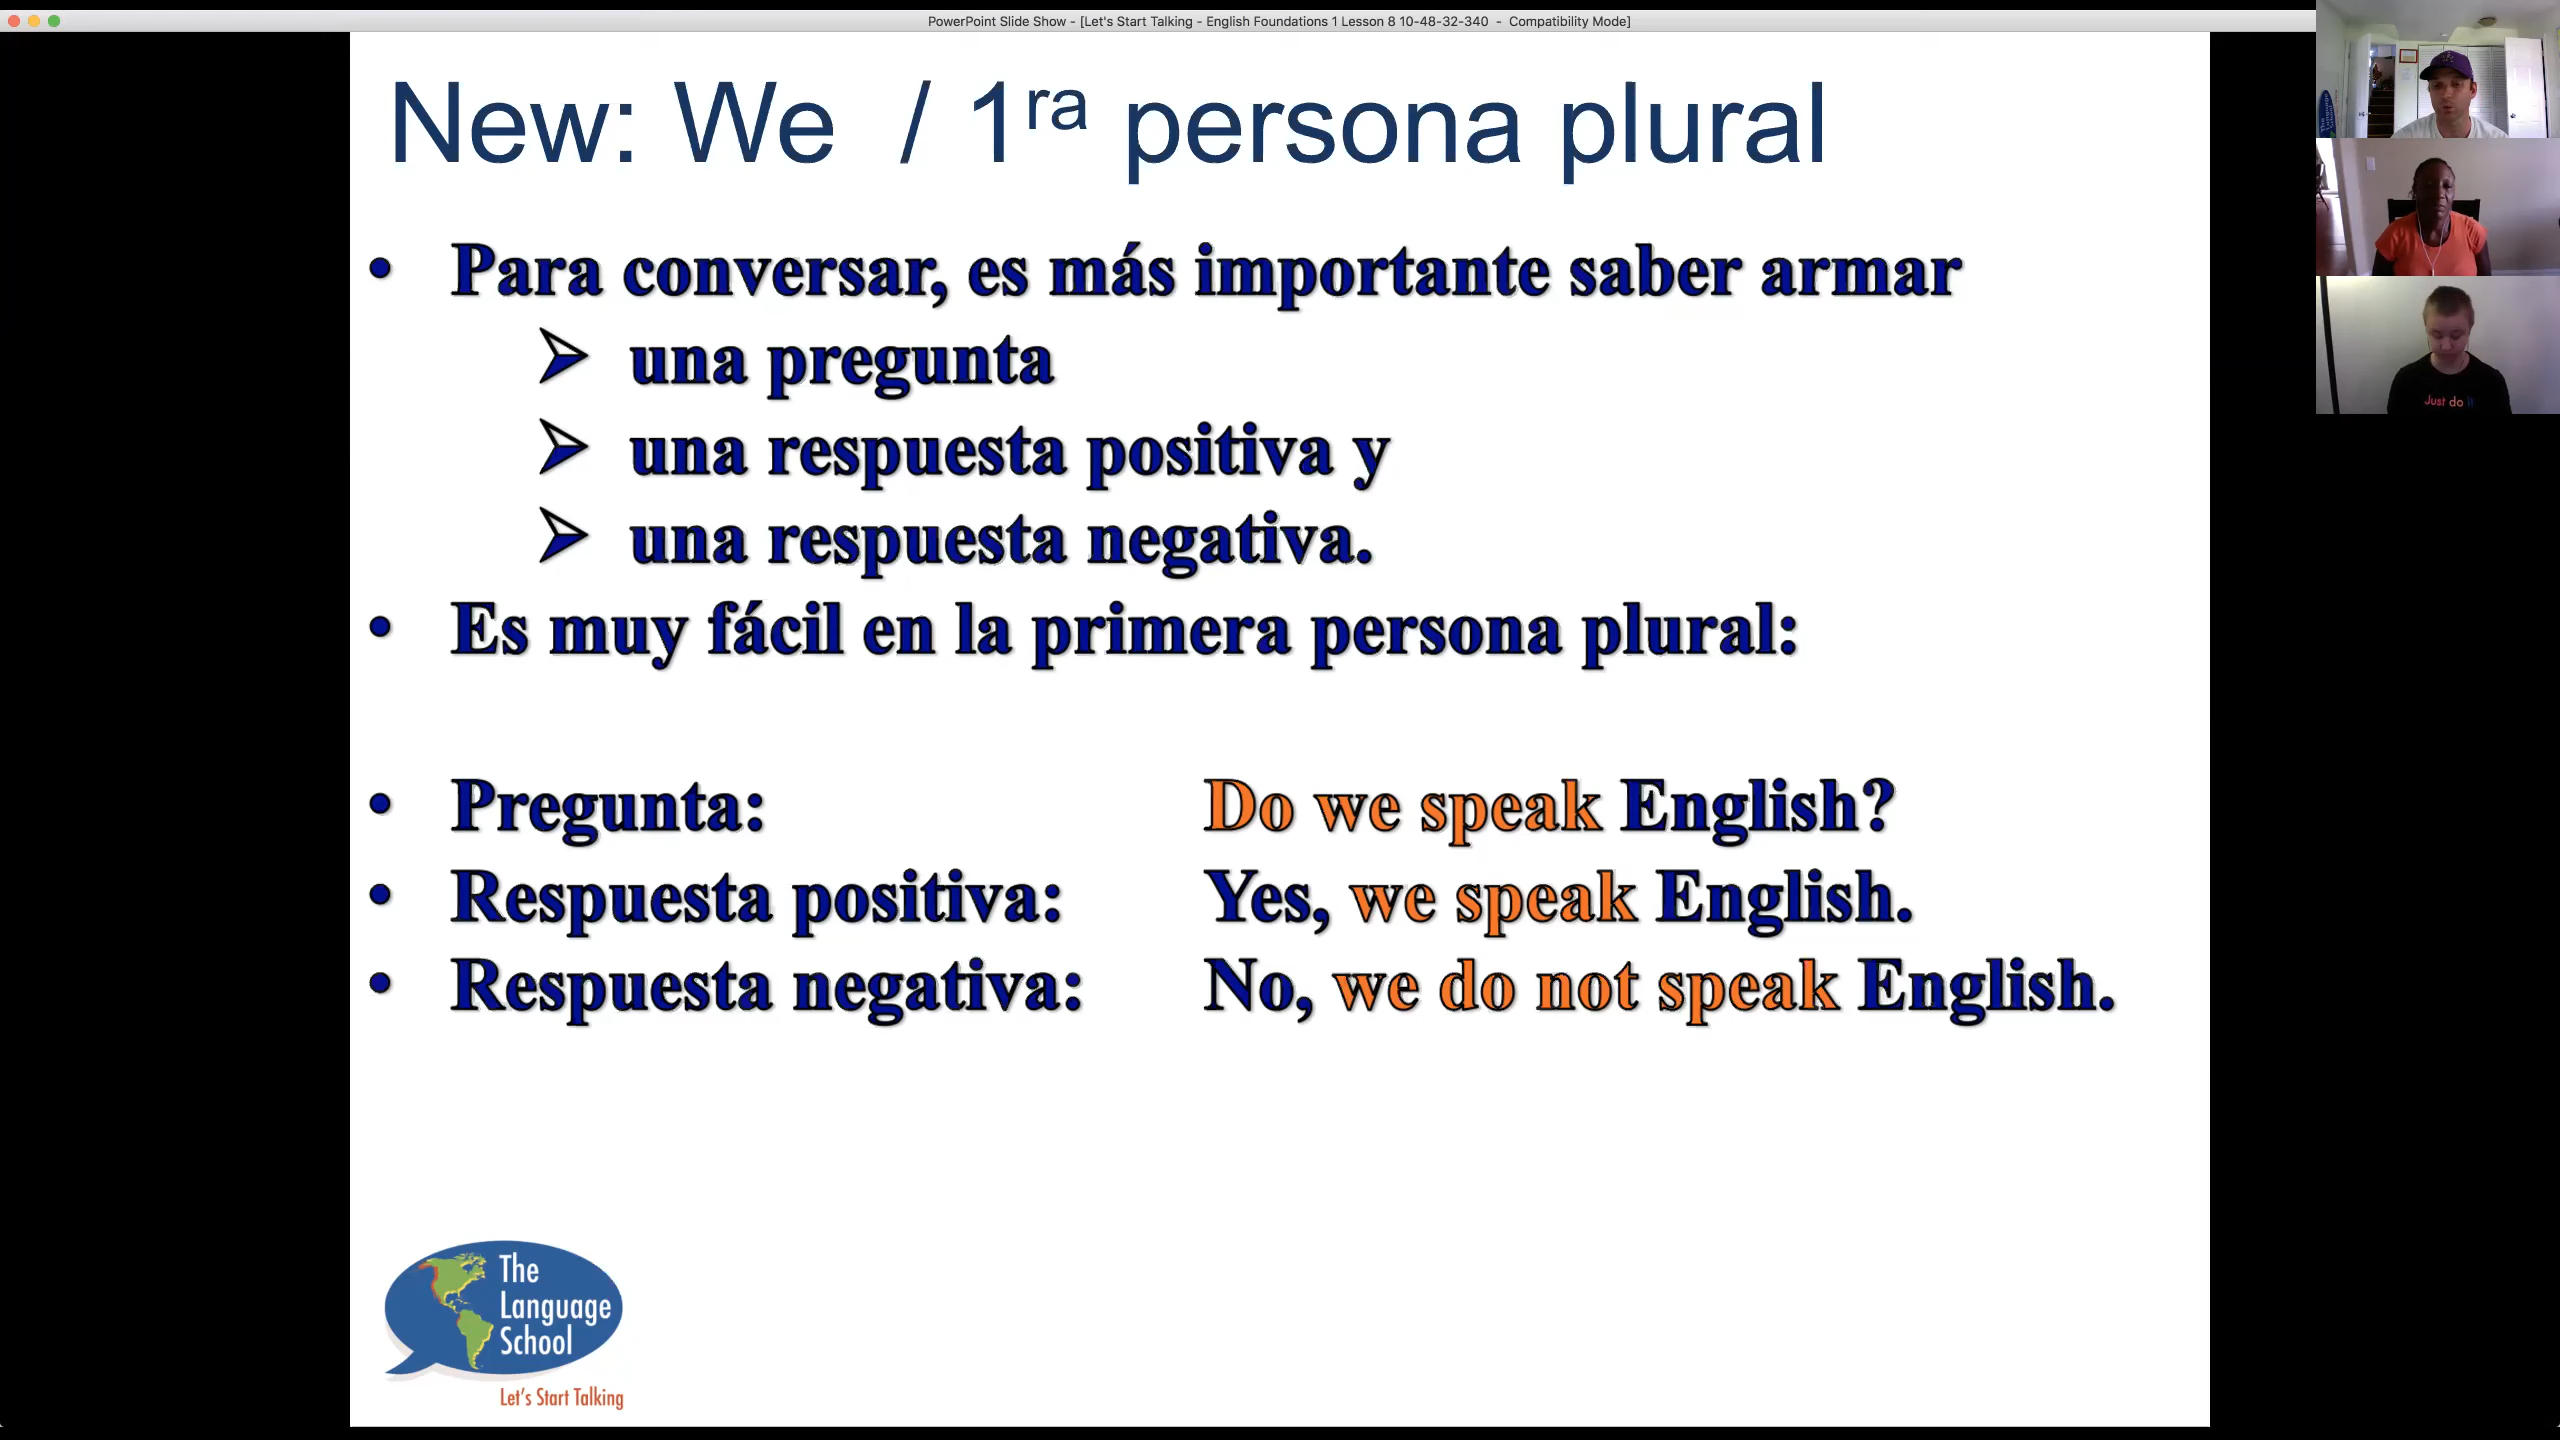 PowerPoint Slide Show - [Let's Start Talking - English Foundations 1 Lesson 8 10-48-32-340 - Compatibility Mode]
New: We / 1ra persona plural
• Para conversar, es más importante saber armar
➢ una pregunta
➢ una respuesta positiva y
➢ una respuesta negativa.
• Es muy fácil en la primera persona plural:
• Pregunta: Do we speak English?
• Respuesta positiva: Yes, we speak English.
• Respuesta negativa: No, we do not speak English.
The
Language
School
Let's Start Talking
Just do it